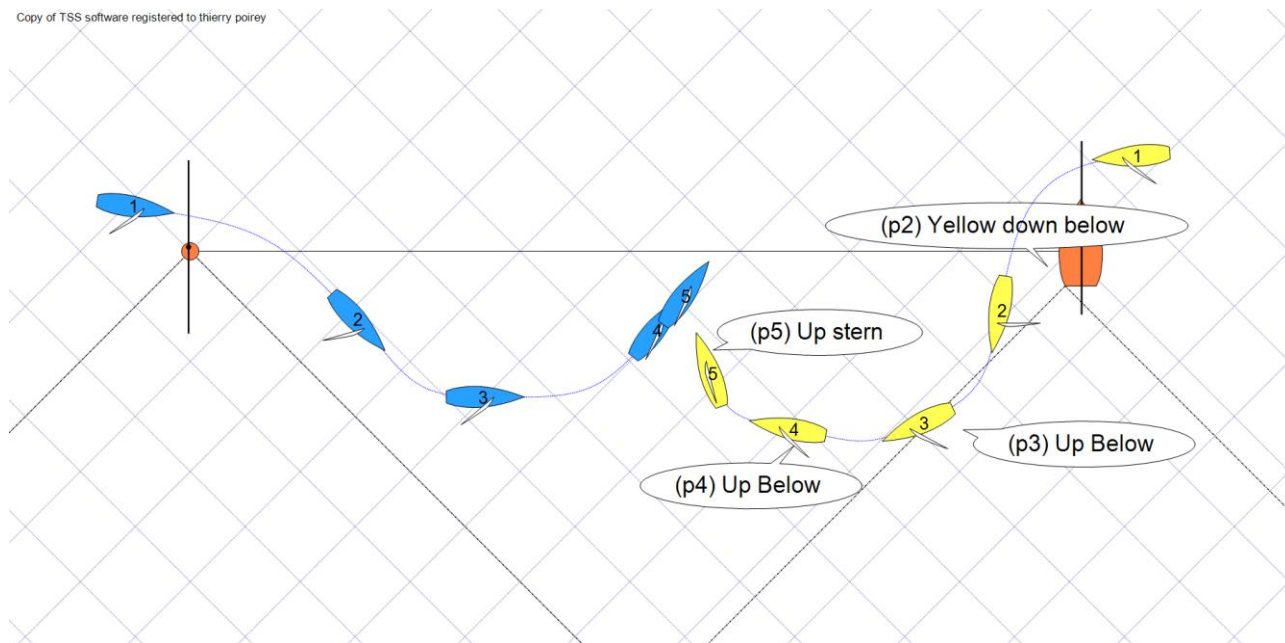 Copy of TSS software registered to thierry poirey
1
1
(p2) Yellow down below
2
2
5
4
(p5) Up stern
5
3
4
3
(p3) Up Below
(p4) Up Below